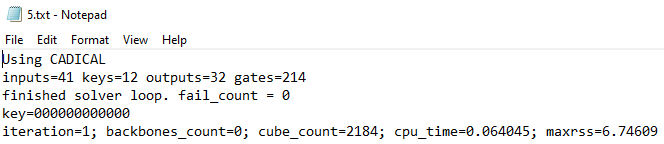 5.txt - Notepad
File Edit Format View Help
Using CADICAL
inputs=41 keys=12 outputs=32 gates=214
finished solver loop. fail_count = 0
key=000000000000
iteration=1; backbones_count=0; cube_count=2184; cpu_time=0.064045; maxrss=6.74609